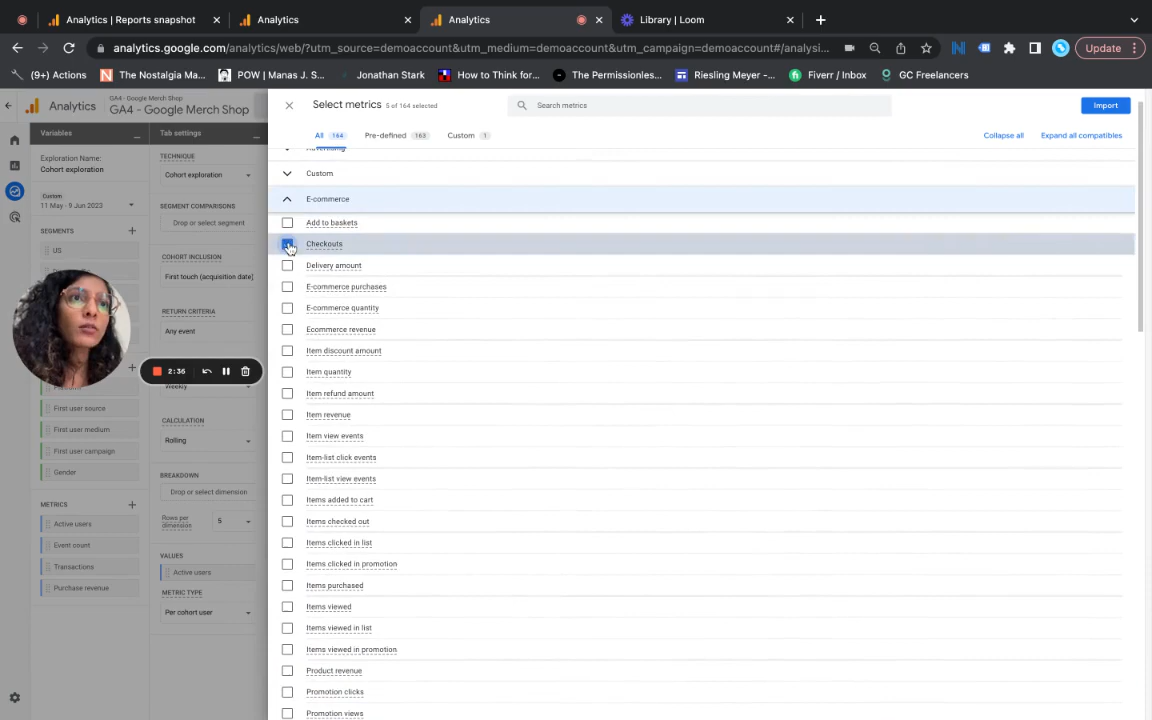 Analytics | Reports snapshot
Analytics
Analytics
Library | Loom
analytics.google.com/analytics/web/?utm_source=demoaccount&utm_medium=demoaccount&utm_campaign=demoaccount#/analysi...
Update
(9+) Actions
The Nostalgia Ma...
POW | Manas J. S...
Jonathan Stark
How to Think for...
The Permissionless...
Riesling Meyer -...
Fiverr / Inbox
GC Freelancers
Analytics
GA4 - Google Merch Shop
GA4 - Google Merch Shop
Select metrics 5 of 164 selected
Search metrics
Import
All 164
Pre-defined 163
Custom 1
Collapse all
Expand all compatibles
Variables
Tab settings
Exploration Name:
Cohort exploration
Custom
11 May - 9 Jun 2023
SEGMENTS
US
First user source
First user medium
First user campaign
Gender
METRICS
Active users
Event count
Transactions
Purchase revenue
TECHNIQUE
Cohort exploration
SEGMENT COMPARISONS
Drop or select segment
COHORT INCLUSION
First touch (acquisition date)
RETURN CRITERIA
Any event
2:36
Weekly
CALCULATION
Rolling
BREAKDOWN
Drop or select dimension
Rows per
dimension
5
VALUES
Active users
METRIC TYPE
Per cohort user
Advertising
Custom
E-commerce
Add to baskets
Checkouts
Delivery amount
E-commerce purchases
E-commerce quantity
Ecommerce revenue
Item discount amount
Item quantity
Item refund amount
Item revenue
Item view events
Item-list click events
Item-list view events
Items added to cart
Items checked out
Items clicked in list
Items clicked in promotion
Items purchased
Items viewed
Items viewed in list
Items viewed in promotion
Product revenue
Promotion clicks
Promotion views